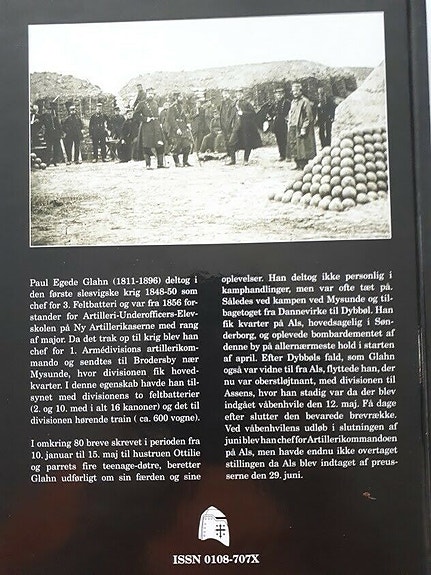 Paul Egede Glahn (1811-1896) deltog i
den første slesvigske krig 1848-50 som
chef for 3. Feltbatteri og var fra 1856 for-
stander for Artilleri-Underofficers-Elev-
skolen på Ny Artillerikaserne med rang
af major. Da det trak op til krig blev han
chef for 1. Armédivisions artillerikom-
mando og sendtes til Brodersby nær
Mysunde, hvor divisionen fik hoved-
kvarter. I denne egenskab havde han til-
synet med divisionens to feltbatterier
(2. og 10. med i alt 16 kanoner) og det til
divisionen hørende train ( ca. 600 vogne).
I omkring 80 breve skrevet i perioden fra
10. januar til 15. maj til hustruen Ottilie
og parrets fire teenage-døtre, beretter
Glahn udførligt om sin færden og sine
oplevelser. Han deltog ikke personlig i
kamphandlinger, men var ofte tæt på.
Således ved kampen ved Mysunde og til-
bagetoget fra Dannevirke til Dybbøl. Han
fik kvarter på Als, hovedsagelig i Søn-
derborg, og oplevede bombardementet af
denne by på allernærmeste hold i starten
af april. Efter Dybbøls fald, som Glahn
også var vidne til fra Als, flyttede han, der
nu var oberstløjtnant, med divisionen til
Assens, hvor han stadig var da der blev
indgået våbenhvile den 12. maj. Få dage
efter slutter den bevarede brevrække.
Ved våbenhvilens udløb i slutningen af
juni blev han chef for Artillerikommandoen
på Als, men havde endnu ikke overtaget
stillingen da Als blev indtaget af preus-
serne den 29. juni.
ISSN 0108-707X